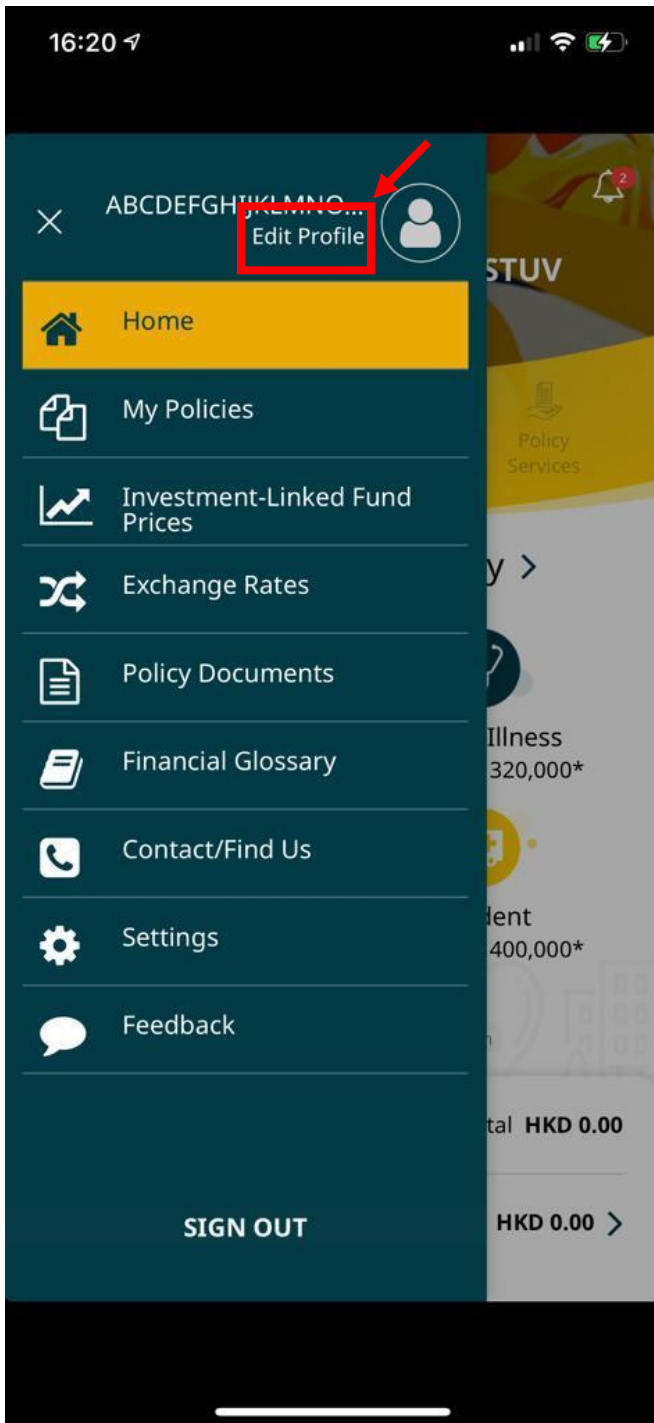 16:20
2
ABCDEFGHIJKLMNO...
Edit Profile
STUV
Home
My Policies
Policy
Services
Investment-Linked Fund
Prices
y >
Exchange Rates
Policy Documents
Illness
320,000*
Financial Glossary
Contact/Find Us
dent
400,000*
Settings
Feedback
tal HKD 0.00
SIGN OUT
HKD 0.00 >